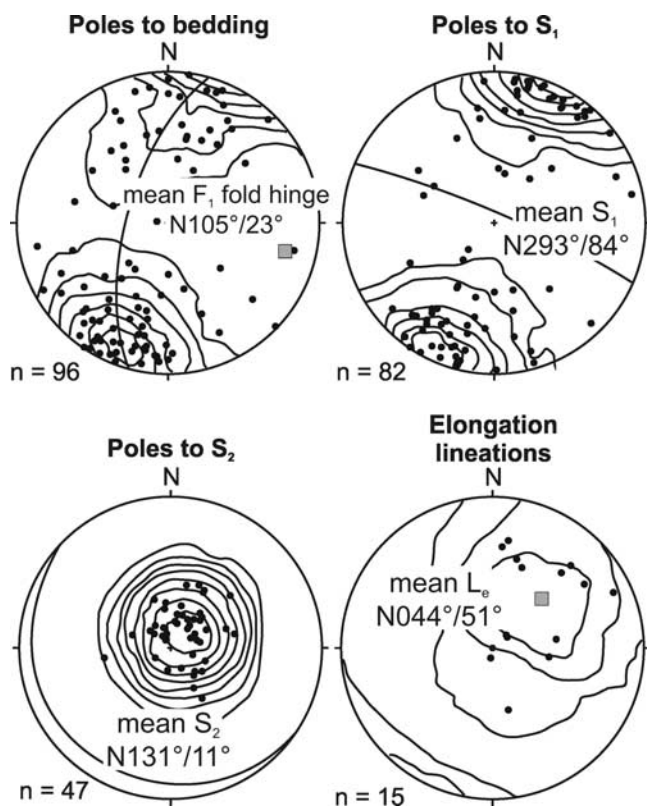 Poles to bedding
N
mean F₁ fold hinge
N105°/23°
n = 96
Poles to S₁
N
mean S₁
N293°/84°
n = 82
Poles to S₂
N
mean S₂
N131°/11°
n = 47
Elongation
lineations
N
mean Lₑ
N044°/51°
n = 15